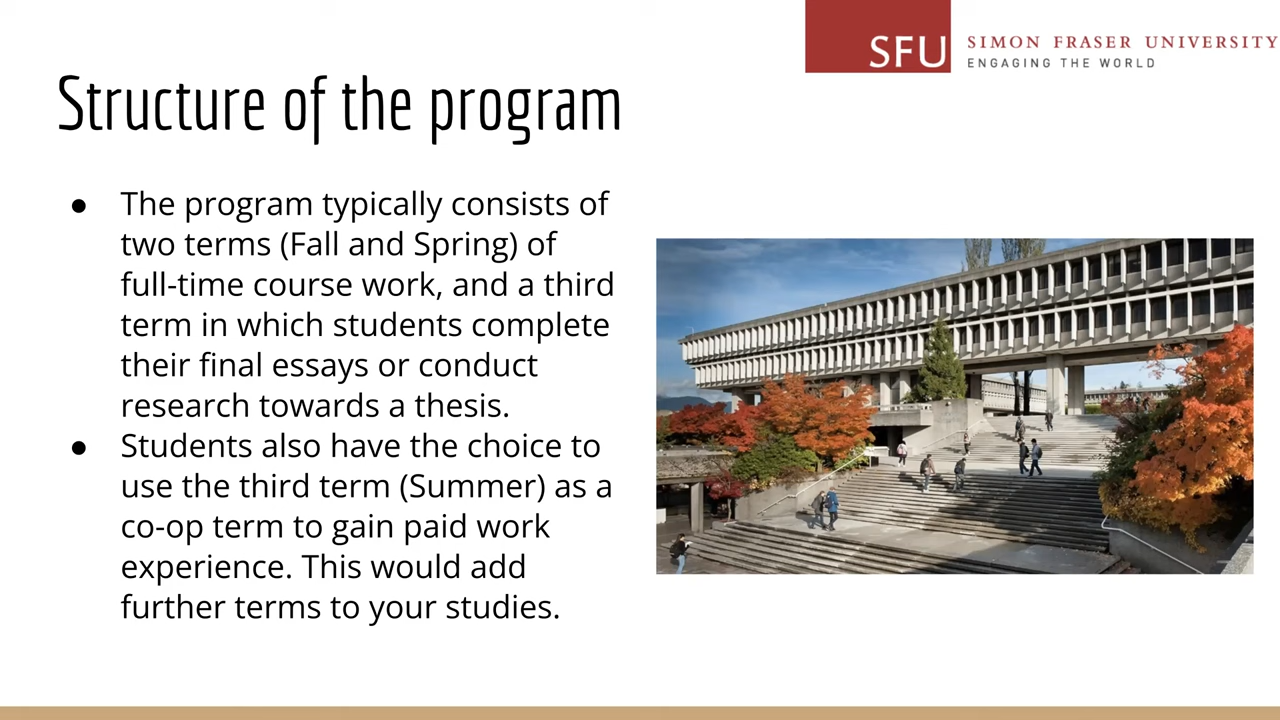 SFU
SIMON FRASER UNIVERSITY
ENGAGING THE WORLD
Structure of the program
● The program typically consists of
two terms (Fall and Spring) of
full-time course work, and a third
term in which students complete
their final essays or conduct
research towards a thesis.
● Students also have the choice to
use the third term (Summer) as a
co-op term to gain paid work
experience. This would add
further terms to your studies.